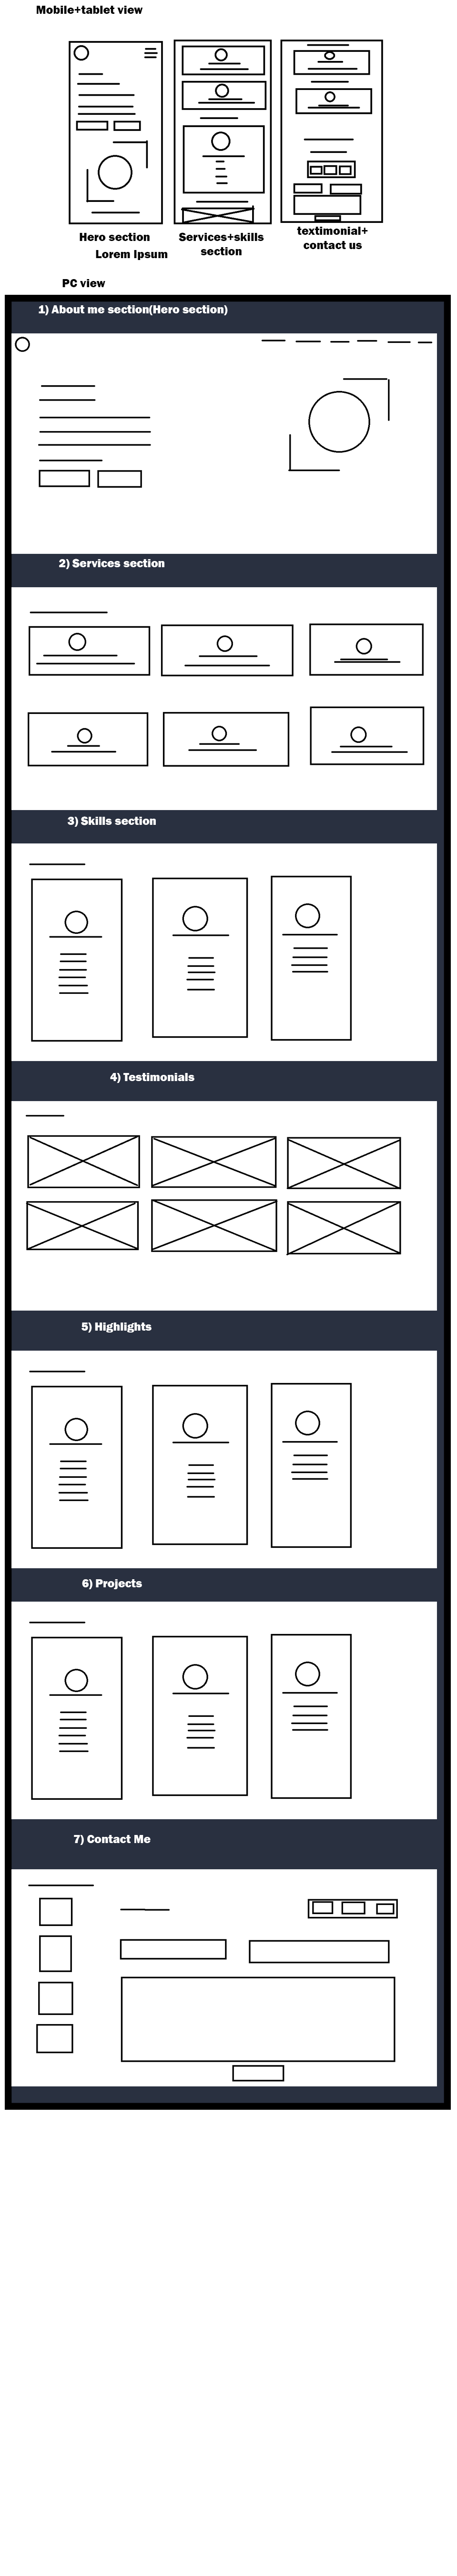 Mobile+tablet view
Hero section
Lorem Ipsum
Services+skills
section
textimonial+
contact us
PC view
1) About me section(Hero section)
2) Services section
3) Skills section
4) Testimonials
5) Highlights
6) Projects
7) Contact Me